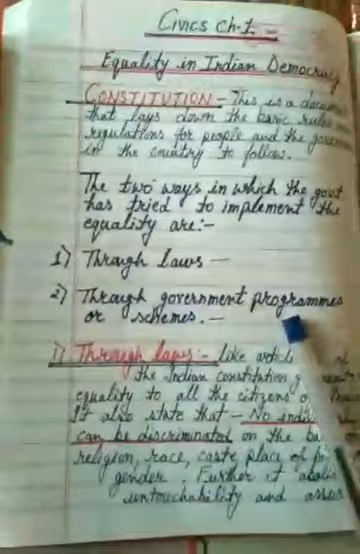 Civics ch-1
Equality in Indian Democracy
CONSTITUTION - This is a
that lays down the basic rules
regulations for people and the
in the country to follow.
The two ways in which the govt
has tried to implement the
equality are:-
1) Through laws -
2) Through government programmes
or schemes. -
1) Through laws:- like
the Indian constitution
equality to all the citizens
It also state that - No
can be discriminated on the
religion, race, caste place of
gender. Further it
untouchability and